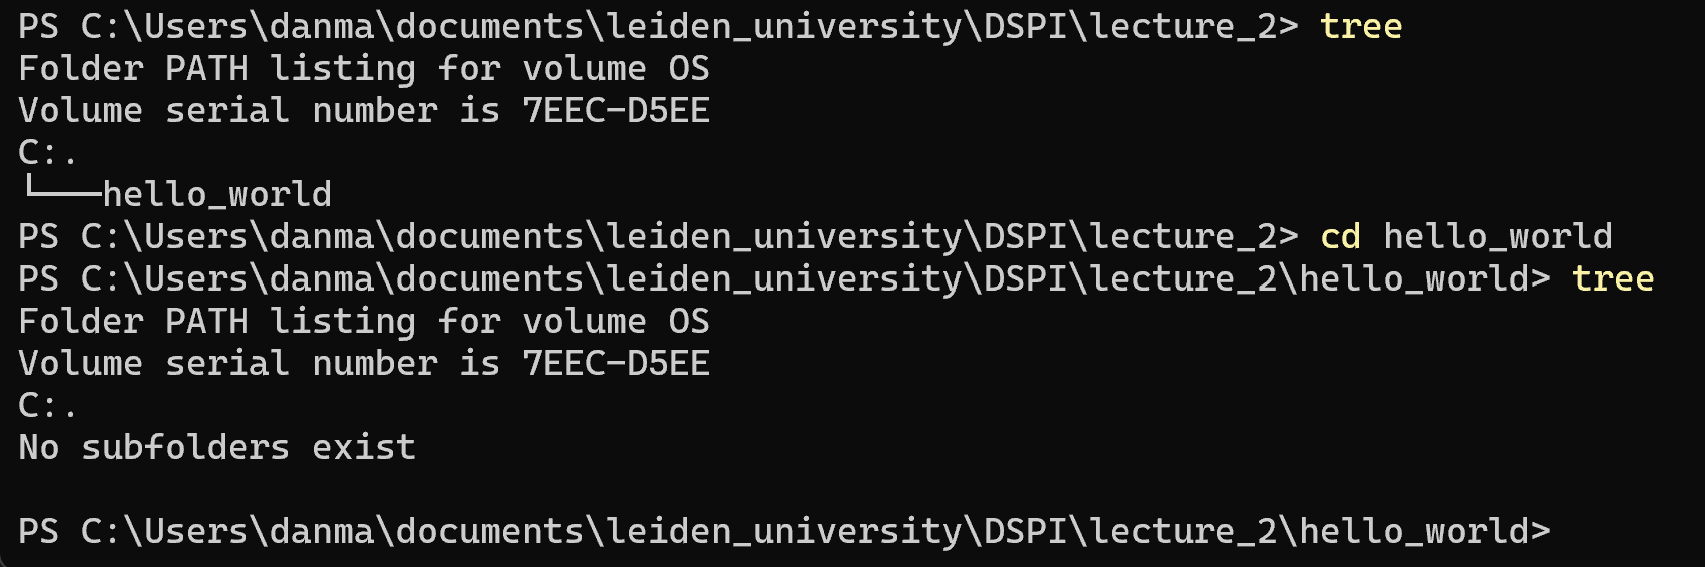 PS C:\Users\danma\documents\leiden_university\DSPI\lecture_2> tree
Folder PATH listing for volume OS
Volume serial number is 7EEC-D5EE
C:.
└───hello_world
PS C:\Users\danma\documents\leiden_university\DSPI\lecture_2> cd hello_world
PS C:\Users\danma\documents\leiden_university\DSPI\lecture_2\hello_world> tree
Folder PATH listing for volume OS
Volume serial number is 7EEC-D5EE
C:.
No subfolders exist
PS C:\Users\danma\documents\leiden_university\DSPI\lecture_2\hello_world>